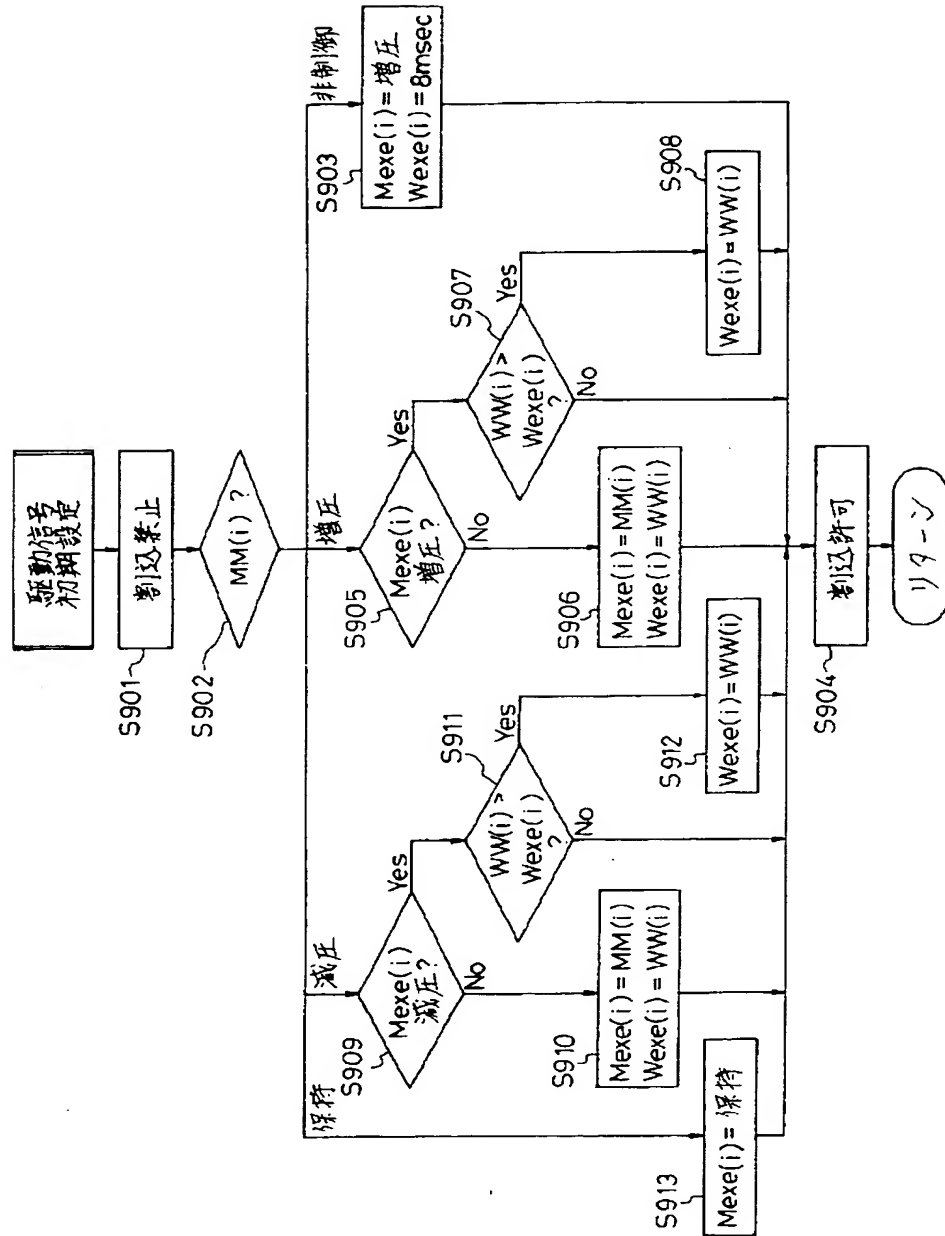 駆動信号
初期設定
S901
割込禁止
S902
MM(i) ?
保持
減圧
増圧
非制御
S903
Mexe(i)= 増圧
Wexe(i)= 8msec
S905
Mexe(i)
増圧?
Yes
No
S907
WW(i) >
Wexe(i)
?
Yes
No
S908
Wexe(i)= WW(i)
S906
Mexe(i)= MM(i)
Wexe(i)= WW(i)
S909
Mexe(i)
減圧?
Yes
No
S911
WW(i) >
Wexe(i)
?
Yes
No
S912
Wexe(i)= WW(i)
S910
Mexe(i)= MM(i)
Wexe(i)= WW(i)
S913
Mexe(i)= 保持
S904
割込許可
リターン